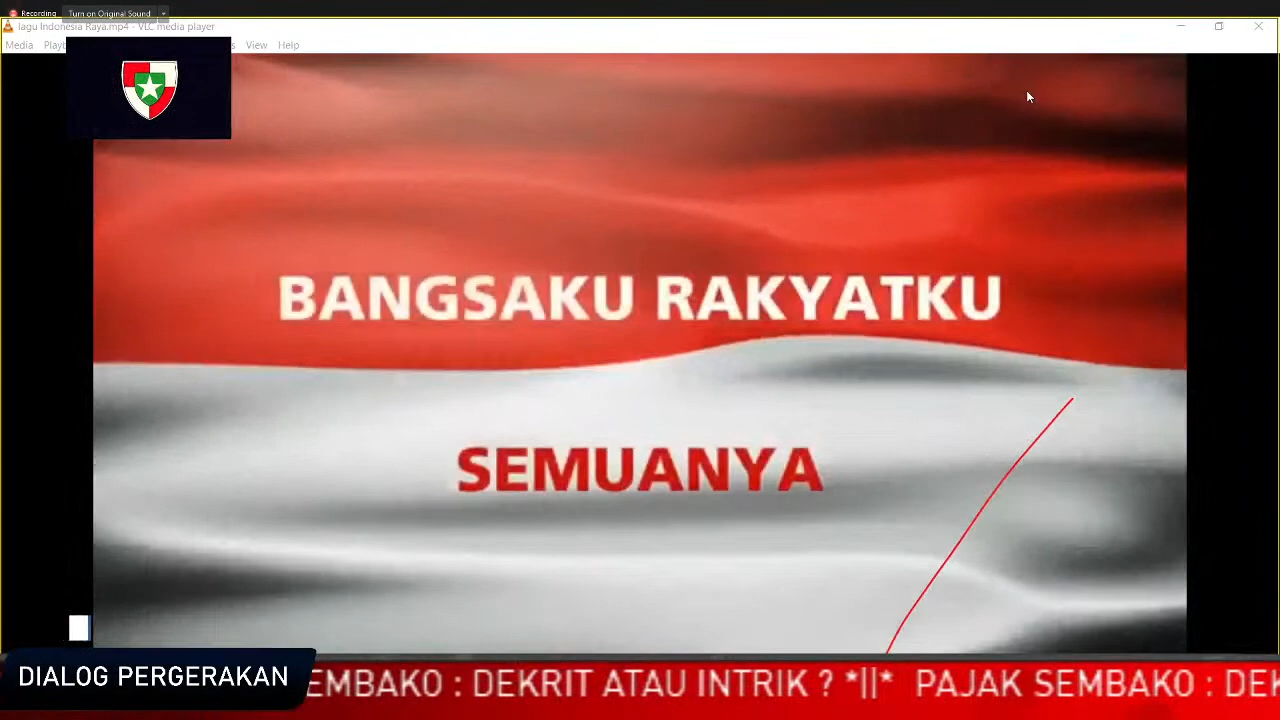 Recording Turn on Original Sound
lagu Indonesia Raya.mp4 - VLC media player
Media View Help
BANGSAKU RAKYATKU
SEMUANYA
DIALOG PERGERAKAN
EMBAKO : DEKRIT ATAU INTRIK ? *||* PAJAK SEMBAKO : DEK